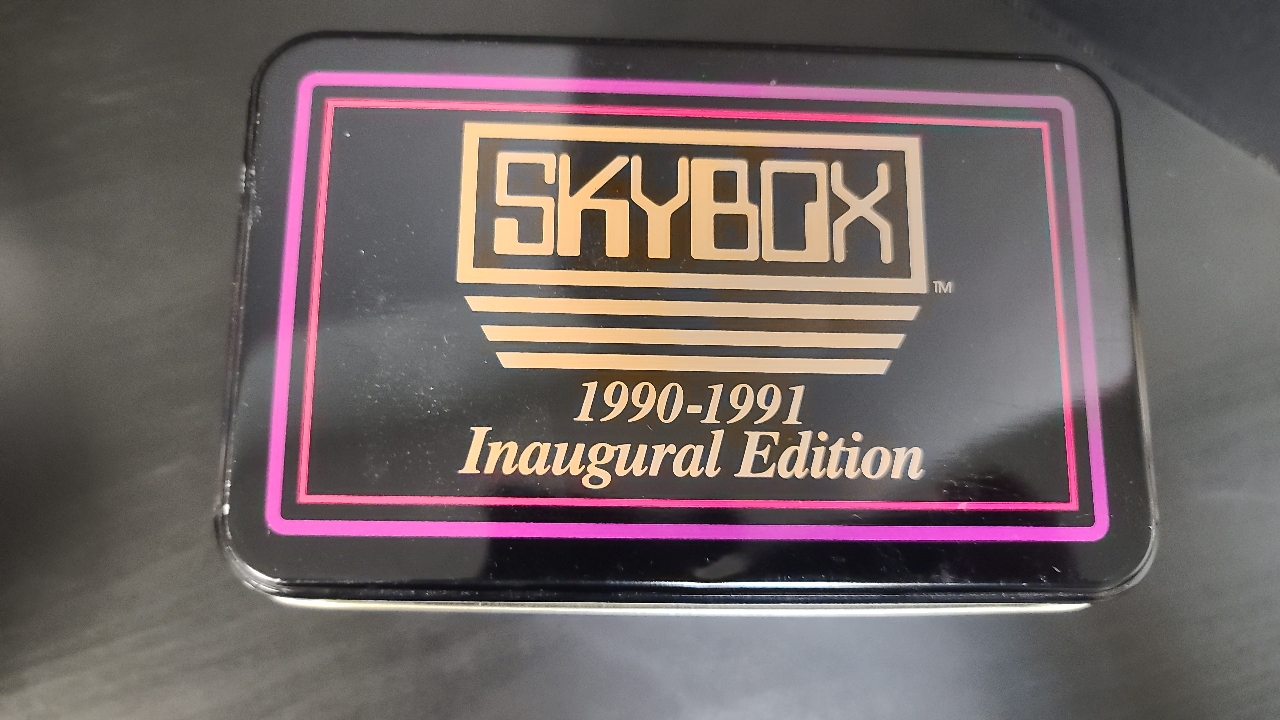 SKYBOX
TM
1990-1991
Inaugural Edition